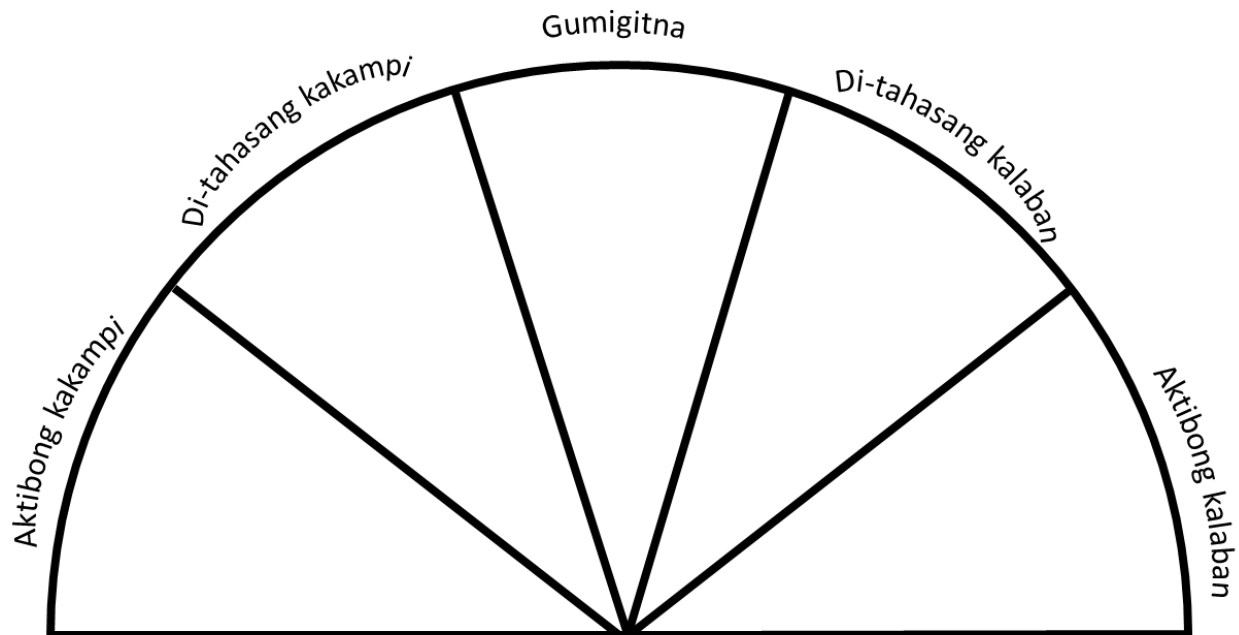 Aktibong kakampi
Di-tahasang kakampi
Gumigitna
Di-tahasang kalaban
Aktibong kalaban